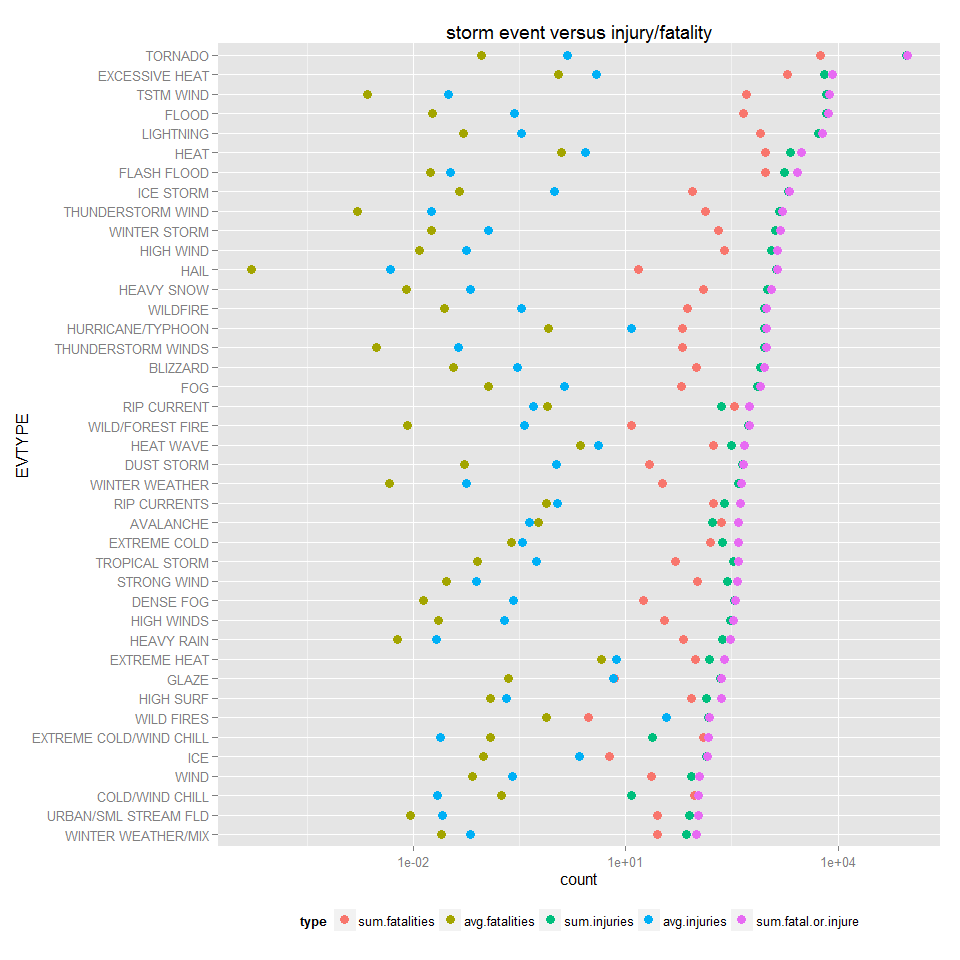 storm event versus injury/fatality
TORNADO
EXCESSIVE HEAT
TSTM WIND
FLOOD
LIGHTNING
HEAT
FLASH FLOOD
ICE STORM
THUNDERSTORM WIND
WINTER STORM
HIGH WIND
HAIL
HEAVY SNOW
WILDFIRE
HURRICANE/TYPHOON
THUNDERSTORM WINDS
BLIZZARD
FOG
RIP CURRENT
WILD/FOREST FIRE
HEAT WAVE
DUST STORM
WINTER WEATHER
RIP CURRENTS
AVALANCHE
EXTREME COLD
TROPICAL STORM
STRONG WIND
DENSE FOG
HIGH WINDS
HEAVY RAIN
EXTREME HEAT
GLAZE
HIGH SURF
WILD FIRES
EXTREME COLD/WIND CHILL
ICE
WIND
COLD/WIND CHILL
URBAN/SML STREAM FLD
WINTER WEATHER/MIX
EVTYPE
1e-02 1e+01 1e+04
count
type sum.fatalities avg.fatalities sum.injuries avg.injuries sum.fatal.or.injure